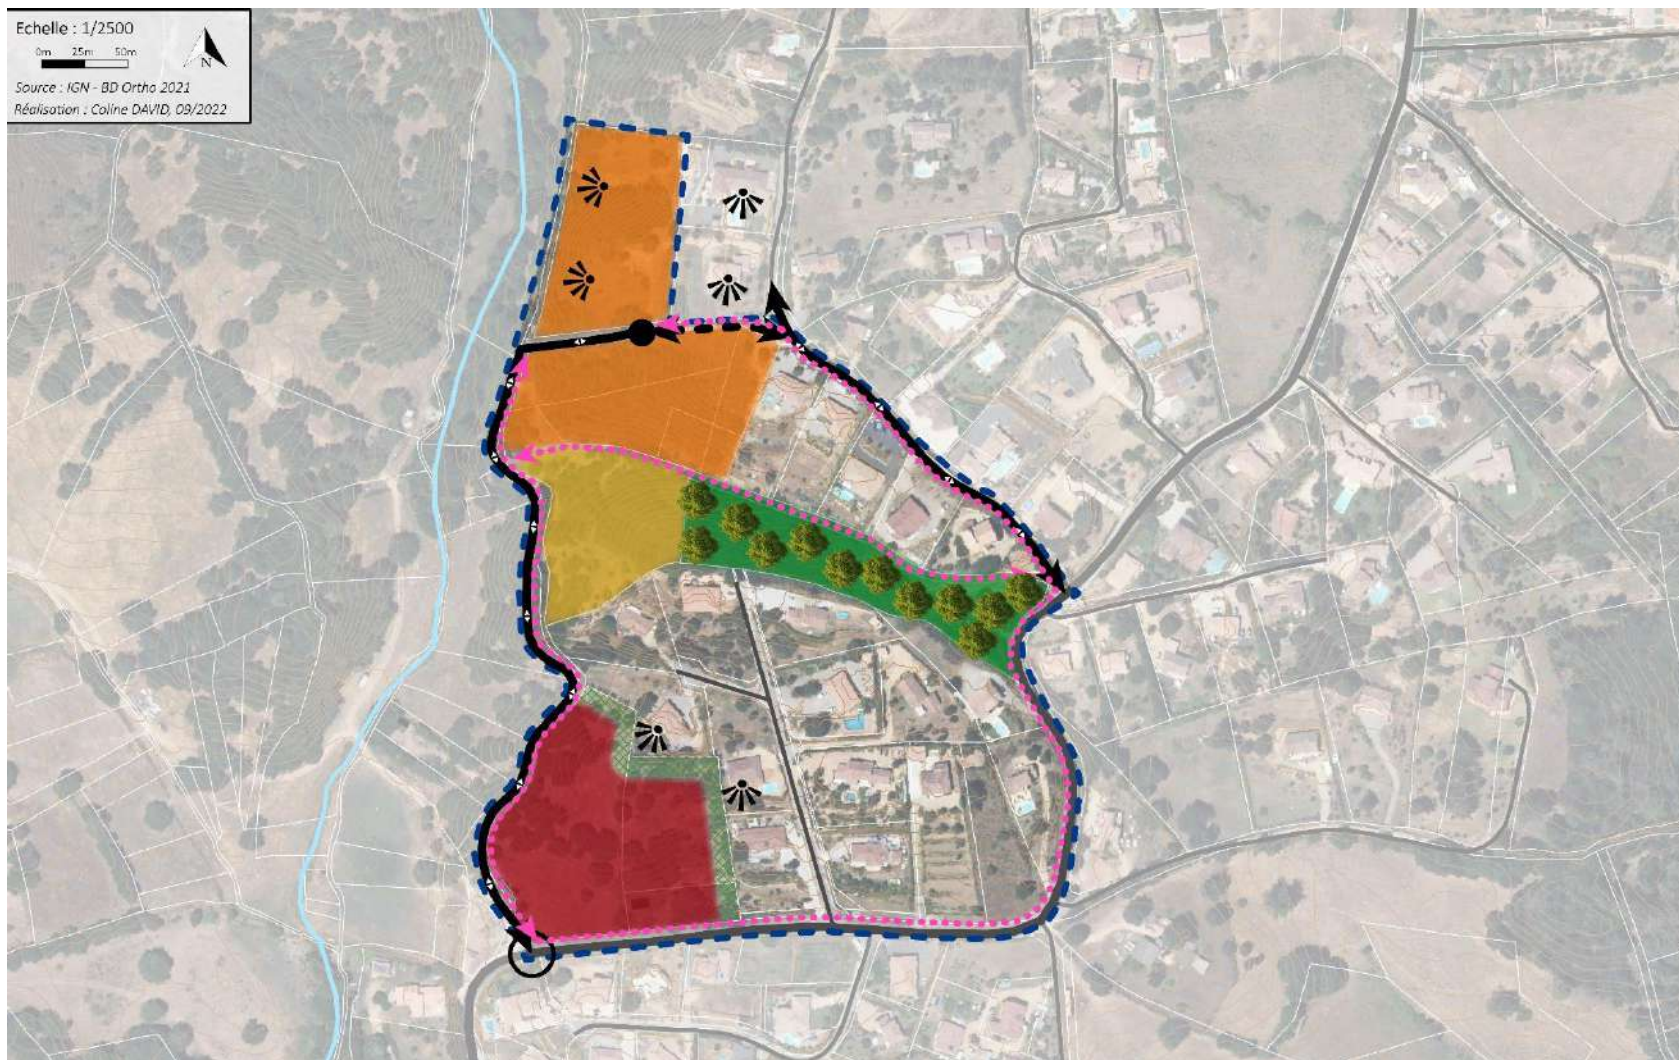 Echelle : 1/2500
0m 25m 50m
N
Source : IGN - BD Ortho 2021
Réalisation : Coline DAVID, 09/2022